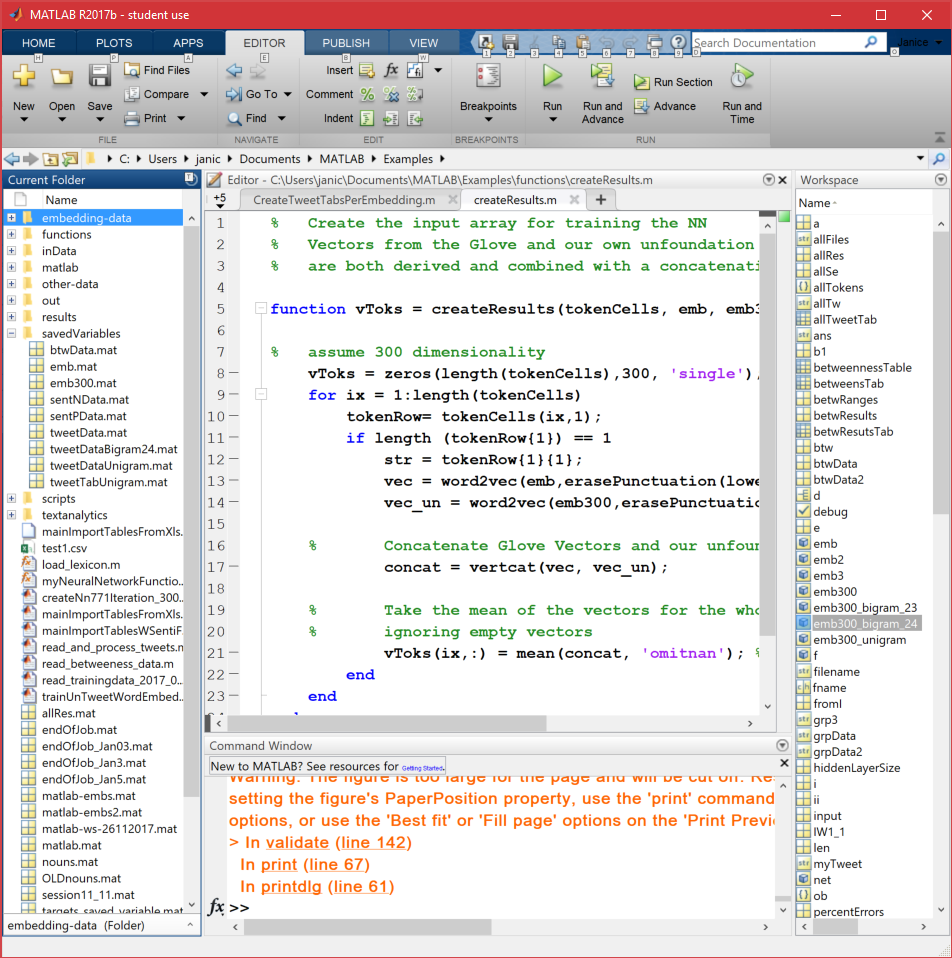 MATLAB R2017b - student use
HOME PLOTS APPS EDITOR PUBLISH VIEW
Search Documentation
Janice
H P A E B V
1 2 3 4 5 6 7 8 9
New Open Save
Find Files
Compare
Print
Go To
Find
Insert fx
Comment
Indent
Breakpoints
Run
Run and Advance
Run Section
Advance
Run and Time
FILE NAVIGATE EDIT BREAKPOINTS RUN
C: Users janic Documents MATLAB Examples
Current Folder
Name
embedding-data
functions
inData
matlab
other-data
out
results
savedVariables
btwData.mat
emb.mat
emb300.mat
sentNData.mat
sentPData.mat
tweetData.mat
tweetDataBigram24.mat
tweetDataUnigram.mat
tweetTabUnigram.mat
scripts
textanalytics
mainImportTablesFromXls.
test1.csv
load_lexicon.m
myNeuralNetworkFunctio..
createNn771Iteration_300..
mainImportTablesFromXls.
mainImportTablesWSentiF.
read_and_process_tweets.m
read_betweeness_data.m
read_trainingdata_2017_0..
trainUnTweetWordEmbed..
allRes.mat
endOfJob.mat
endOfJob_Jan03.mat
endOfJob_Jan3.mat
endOfJob_Jan5.mat
matlab-embs.mat
matlab-embs2.mat
matlab-ws-26112017.mat
matlab.mat
nouns.mat
OLDnouns.mat
session11_11.mat
targets_saved_variable.mat
embedding-data (Folder)
Editor - C:\Users\janic\Documents\MATLAB\Examples\functions\createResults.m
+5 CreateTweetTabsPerEmbedding.m createResults.m +
1 % Create the input array for training the NN
2 % Vectors from the Glove and our own unfoundation
3 % are both derived and combined with a concatenati
4
5 function vToks = createResults(tokenCells, emb, emb3
6
7 % assume 300 dimensionality
8 vToks = zeros(length(tokenCells),300, 'single')
9 for ix = 1:length(tokenCells)
10 tokenRow= tokenCells(ix,1);
11 if length (tokenRow{1}) == 1
12 str = tokenRow{1}{1};
13 vec = word2vec(emb,erasePunctuation(lowe
14 vec_un = word2vec(emb300,erasePunctuatio
15
16 % Concatenate Glove Vectors and our unfour
17 concat = vertcat(vec, vec_un);
18
19 % Take the mean of the vectors for the who
20 % ignoring empty vectors
21 vToks(ix,:) = mean(concat, 'omitnan'); %
22 end
23 end
Command Window
New to MATLAB? See resources for Getting Started.
Warning: The figure is too large for the page and will be cut off. Re
setting the figure's PaperPosition property, use the 'print' command
options, or use the 'Best fit' or 'Fill page' options on the 'Print Previ
> In validate (line 142)
In print (line 67)
In printdlg (line 61)
fx >>
Workspace
Name
a
allFiles
allRes
allSe
allTokens
allTw
allTweetTab
ans
b1
betweennessTable
betweensTab
betwRanges
betwResults
betwResutsTab
btw
btwData
btwData2
d
debug
e
emb
emb2
emb3
emb300
emb300_bigram_23
emb300_bigram_24
emb300_unigram
f
filename
fname
froml
grp3
grpData
grpData2
hiddenLayerSize
i
ii
input
IW1_1
len
myTweet
net
ob
percentErrors